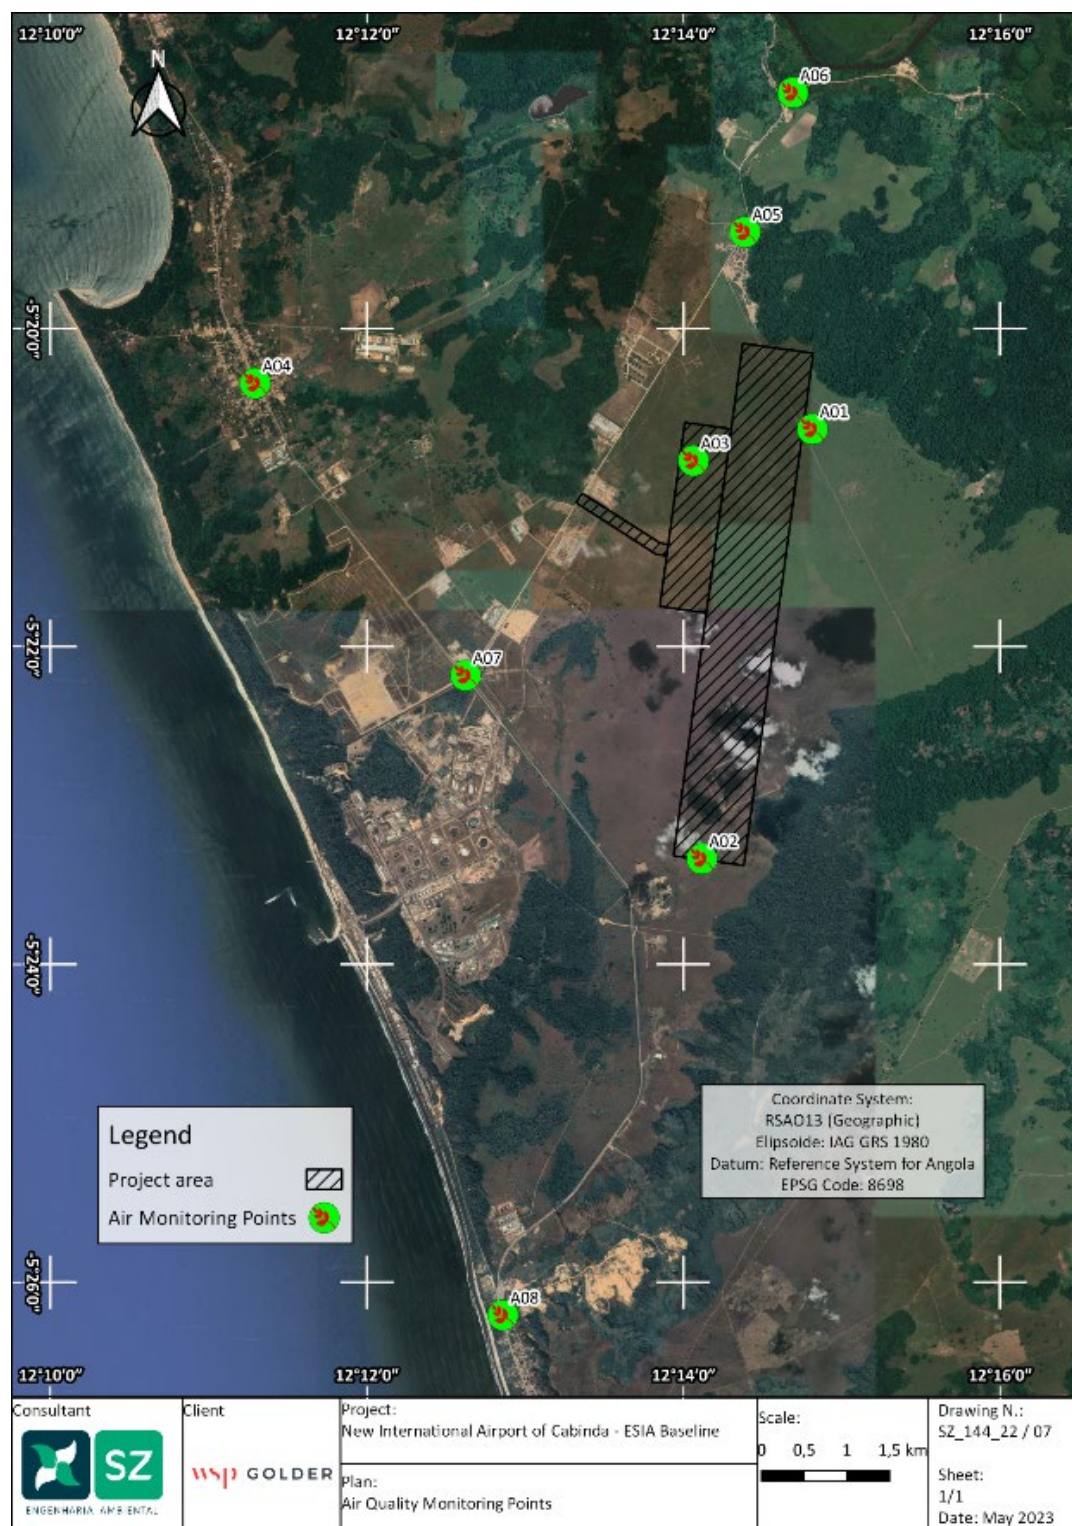 12°10'0" 12°12'0" 12°14'0" 12°16'0"
N
A06
A05
-5°20'0"
A04
A01
A03
-5°22'0"
A07
A02
-5°24'0"
Coordinate System:
RSAO13 (Geographic)
Elipsoide: IAG GRS 1980
Datum: Reference System for Angola
EPSG Code: 8698
Legend
Project area
Air Monitoring Points
-5°26'0"
A08
12°10'0" 12°12'0" 12°14'0" 12°16'0"
Consultant
SZ
ENGENHARIA AMBIENTAL
Client
wsp GOLDER
Project:
New International Airport of Cabinda - ESIA Baseline
Plan:
Air Quality Monitoring Points
Scale:
0 0,5 1 1,5 km
Drawing N.:
SZ_144_22 / 07
Sheet:
1/1
Date: May 2023